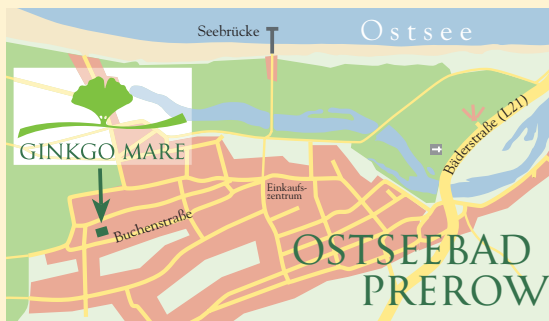 Seebrücke
Ostsee
GINKGO MARE
Bäderstraße (L21)
Einkaufs-
zentrum
Buchenstraße
OSTSEEBAD
PREROW